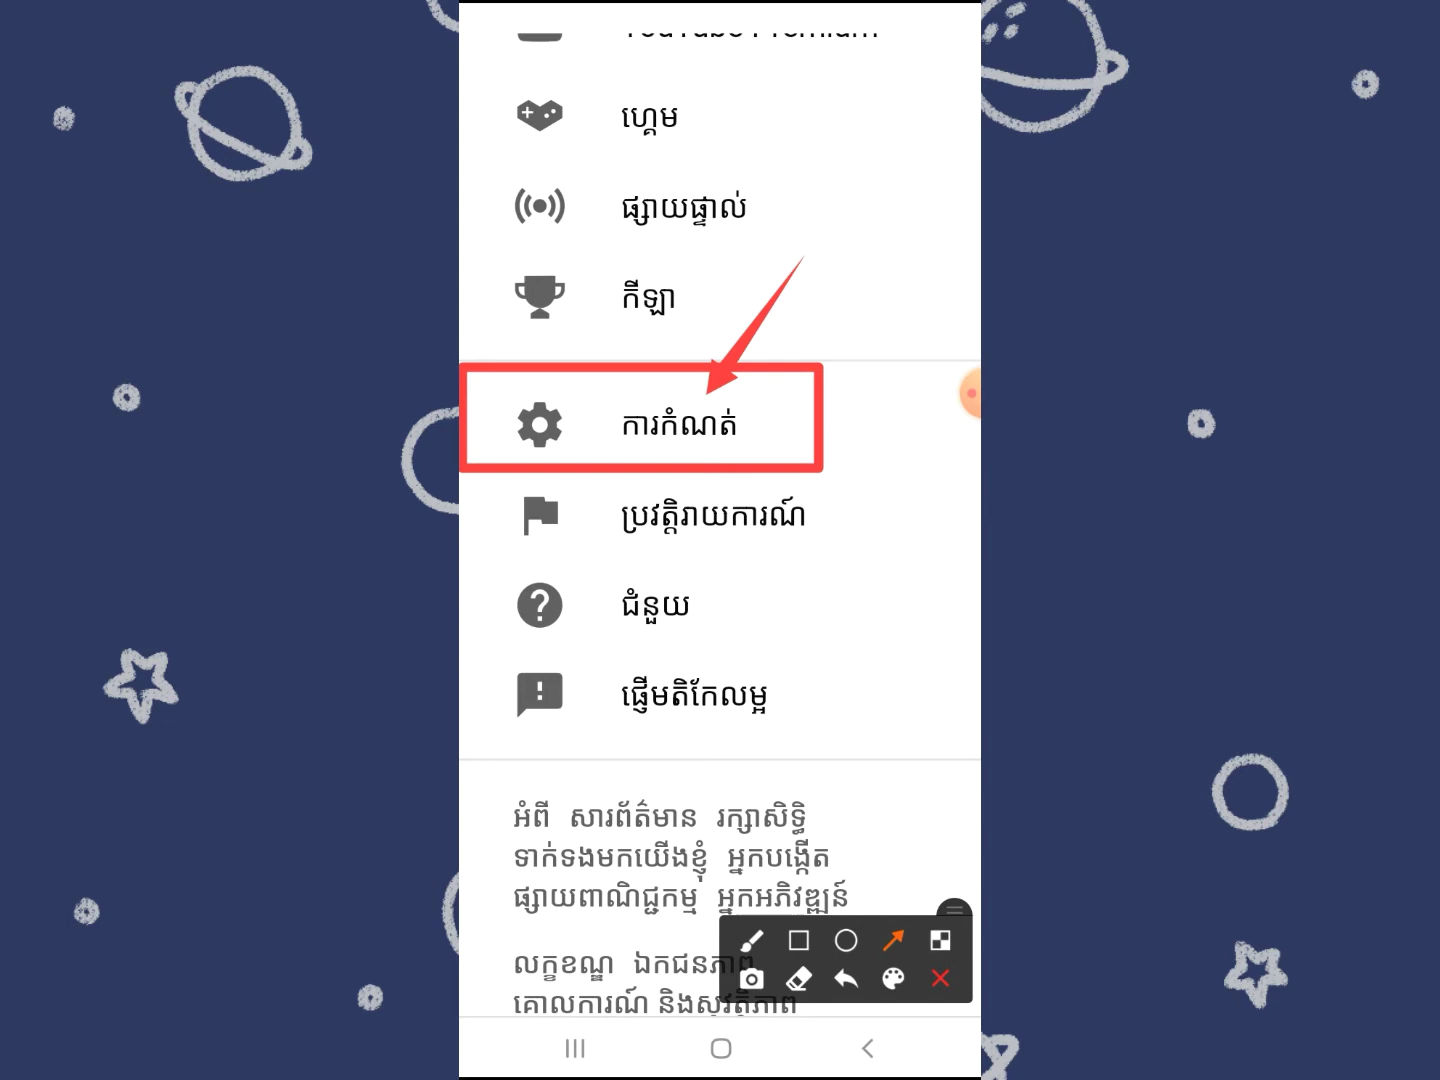 YouTube Premium
ហ្គេម
ផ្សាយផ្ទាល់
កីឡា
ការកំណត់
ប្រវត្តិរាយការណ៍
ជំនួយ
ផ្ញើមតិកែលម្អ
អំពី សារព័ត៌មាន រក្សាសិទ្ធិ
ទាក់ទងមកយើងខ្ញុំ អ្នកបង្កើត
ផ្សាយពាណិជ្ជកម្ម អ្នកអភិវឌ្ឍន៍
លក្ខខណ្ឌ ឯកជនភាព
គោលការណ៍ និងសុវត្ថិភាព